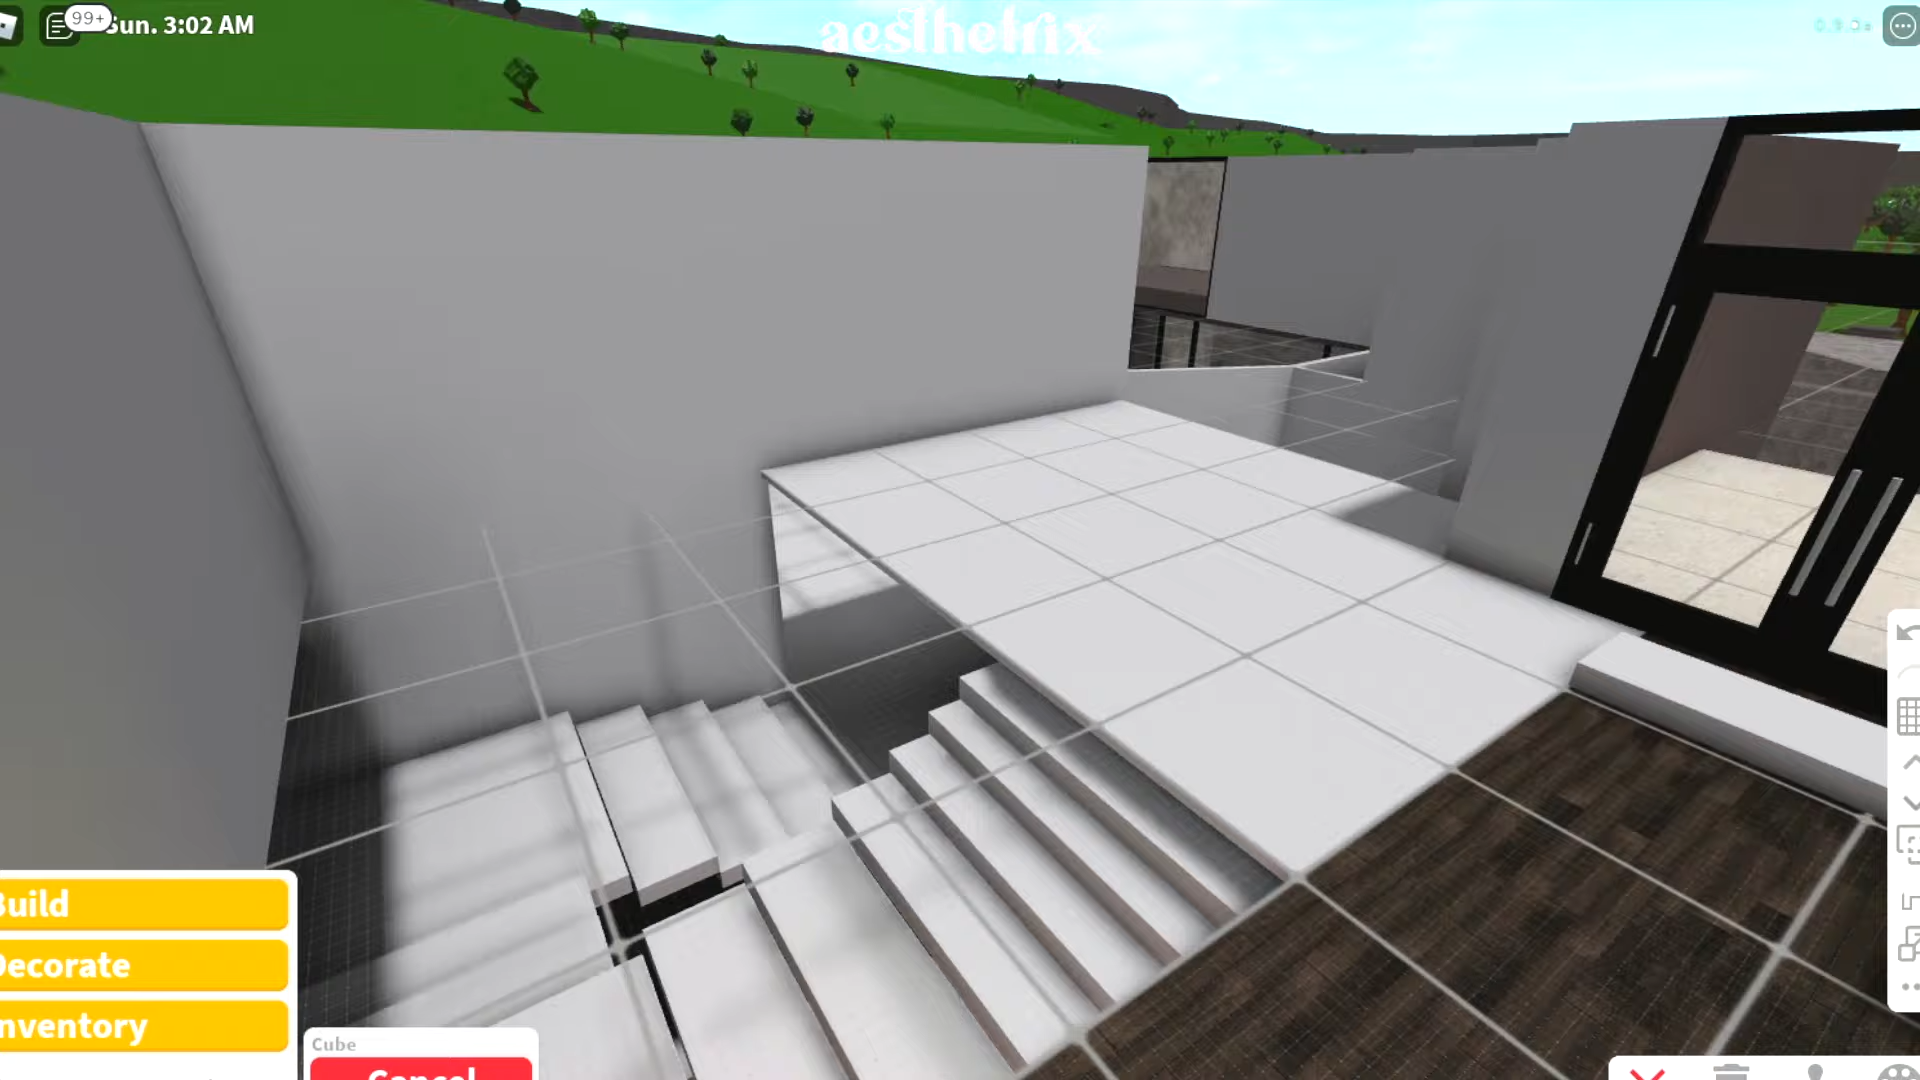 99+
Sun. 3:02 AM
aesthetrix
Build
Decorate
Inventory
Cube
Cancel